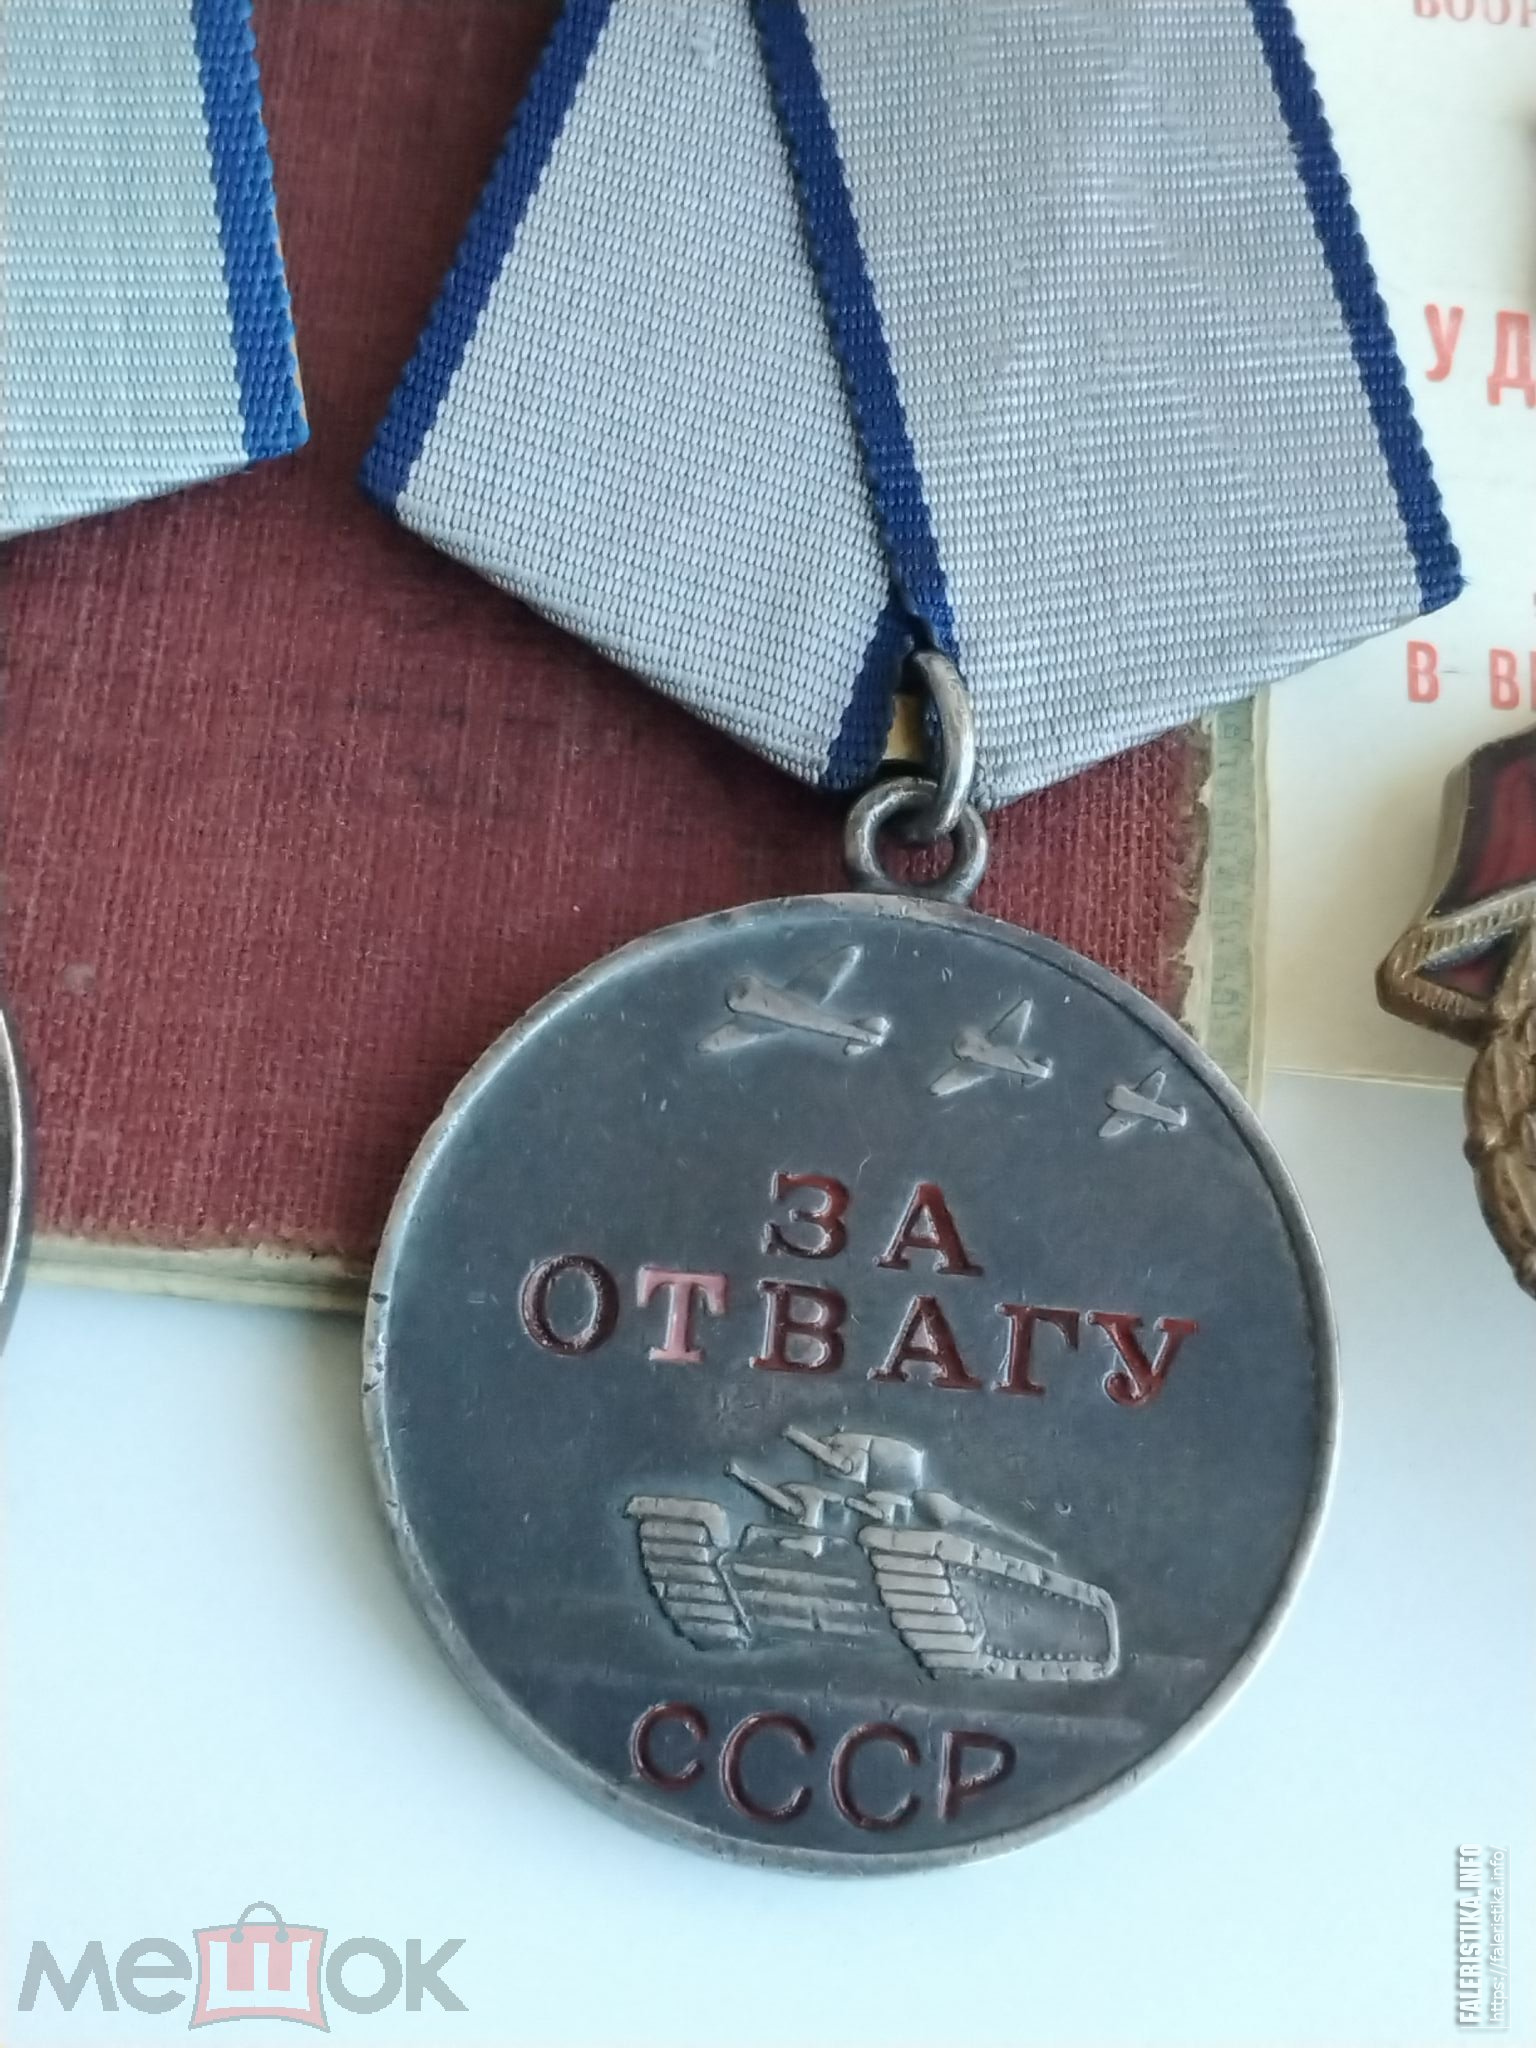 УД
В
ЗА
ОТВАГУ
СССР
мешок
FALERISTIKA.INFO
https://faleristika.info/